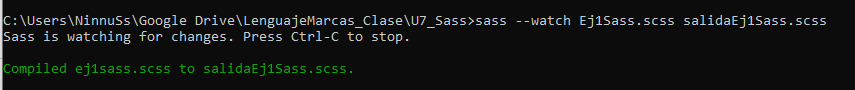 C:\Users\NinnuSs\Google Drive\LenguajeMarcas_Clase\U7_Sass>sass --watch Ej1Sass.scss salidaEj1Sass.scss
Sass is watching for changes. Press Ctrl-C to stop.
Compiled ej1sass.scss to salidaEj1Sass.scss.